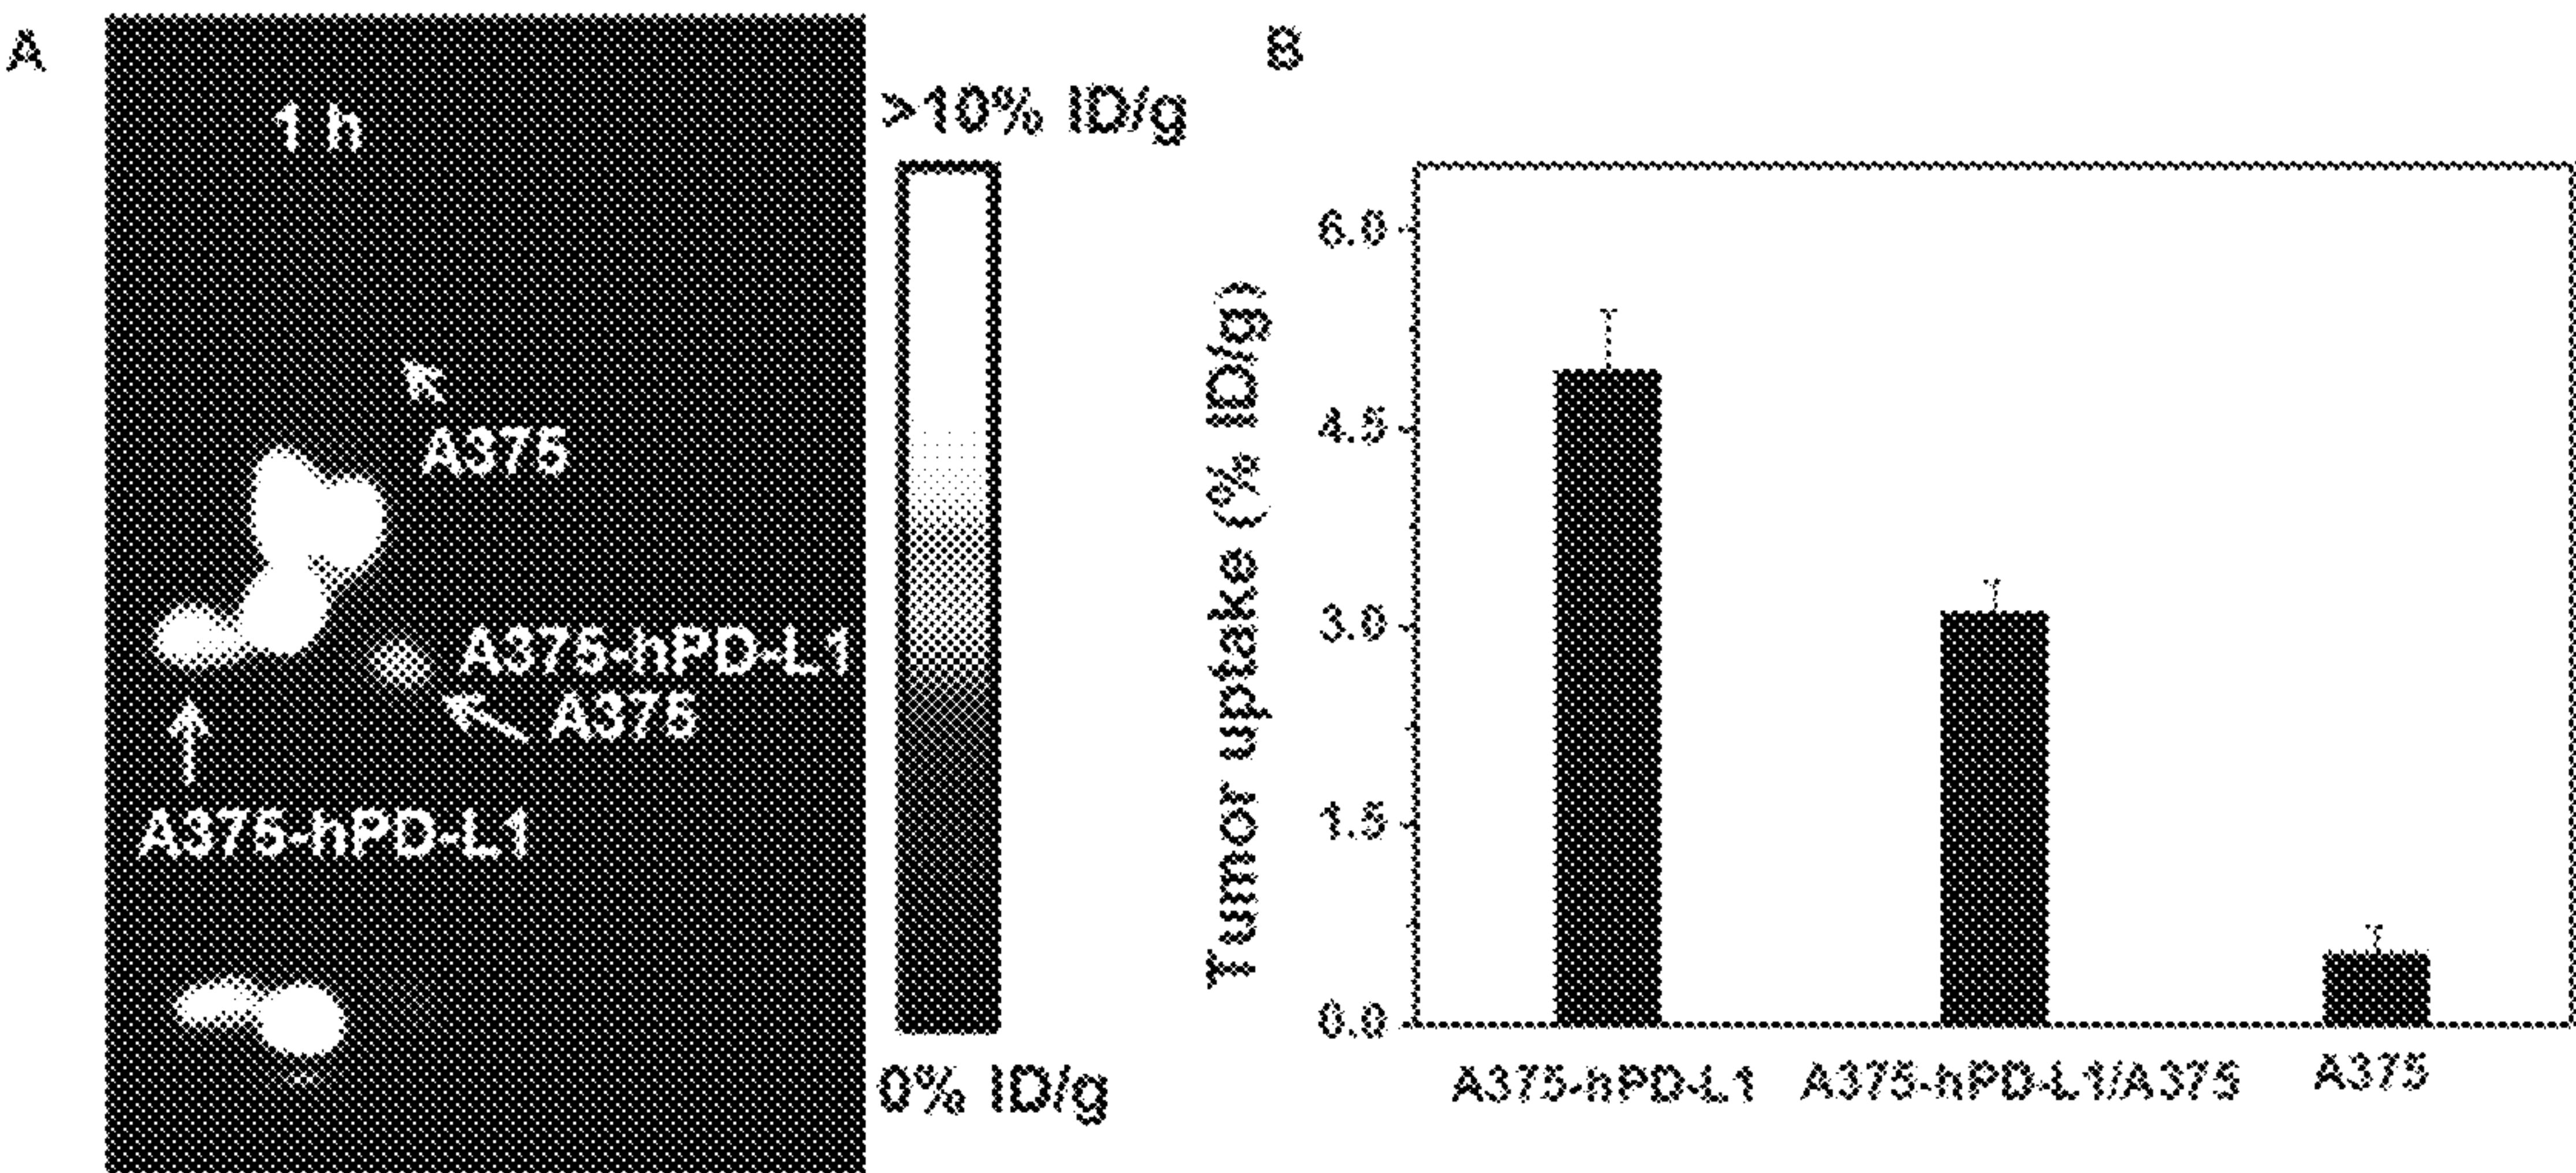 A
1 h
A375
A375-hPD-L1
A375
A375-hPD-L1
>10% ID/g
0% ID/g
B
Tumor uptake (% ID/g)
6.0
4.5
3.0
1.5
0.0
A375-hPD-L1 A375-hPD-L1/A375 A375